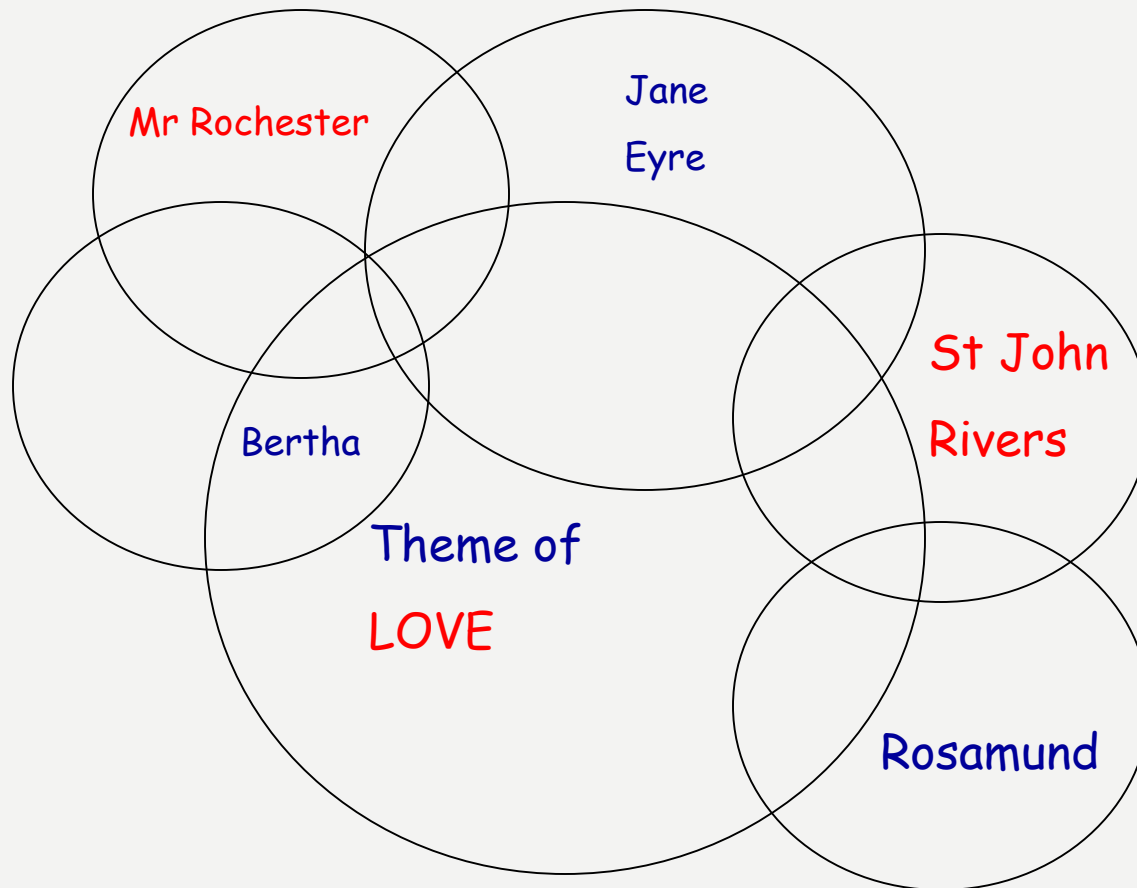 Mr Rochester
Jane
Eyre
St John
Rivers
Bertha
Theme of
LOVE
Rosamund